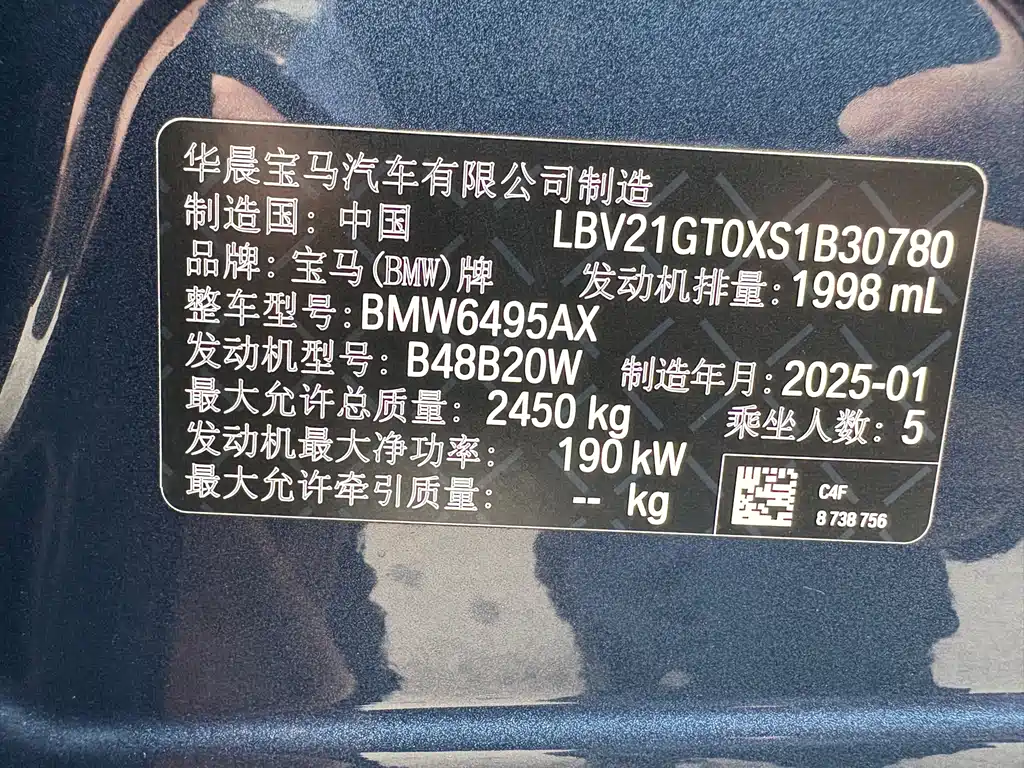 华晨宝马汽车有限公司制造
制造国：中国
LBV21GT0XS1B30780
品牌：宝马(BMW)牌
发动机排量：1998 mL
整车型号：BMW6495AX
发动机型号：B48B20W
制造年月：2025-01
最大允许总质量：2450 kg
乘坐人数：5
发动机最大净功率：190 kW
最大允许牵引质量：-- kg
C4F
8 738 756